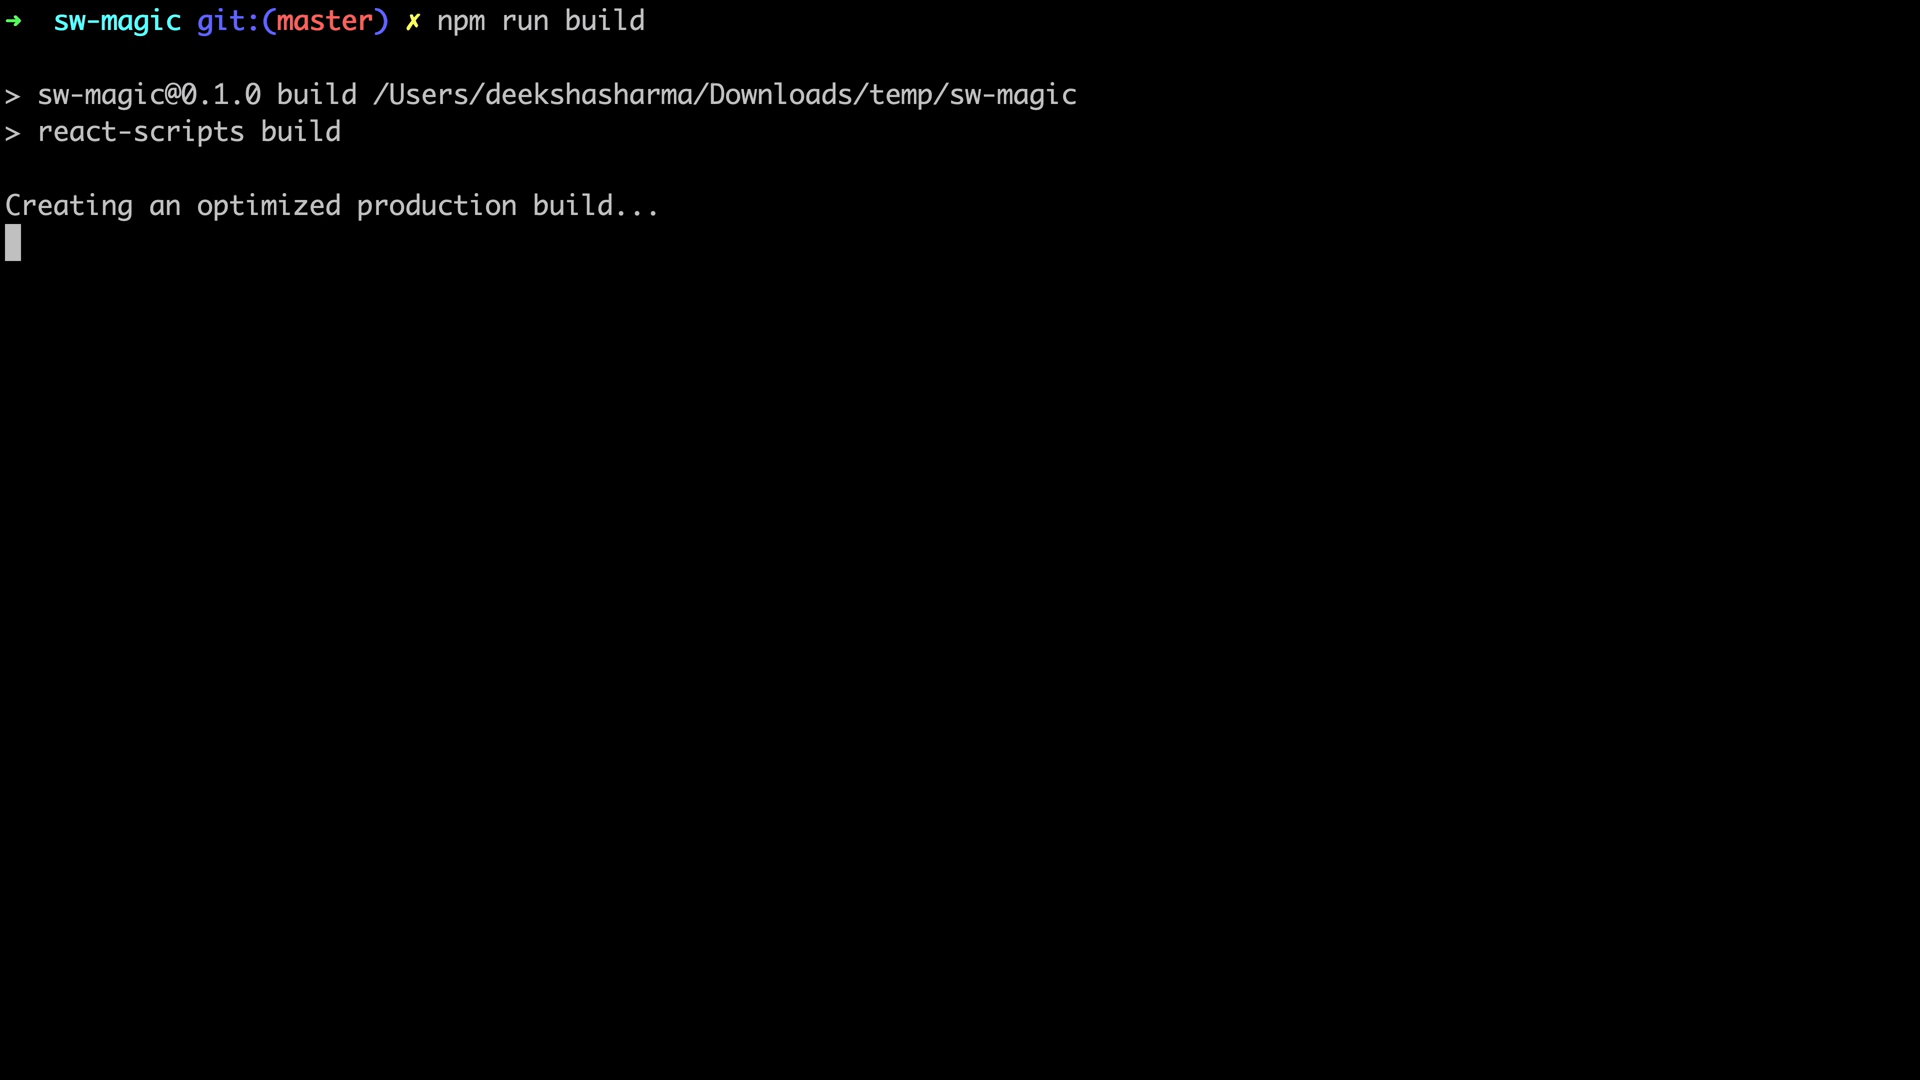 ➜  sw-magic git:(master) ✗ npm run build
> sw-magic@0.1.0 build /Users/deekshasharma/Downloads/temp/sw-magic
> react-scripts build
Creating an optimized production build...